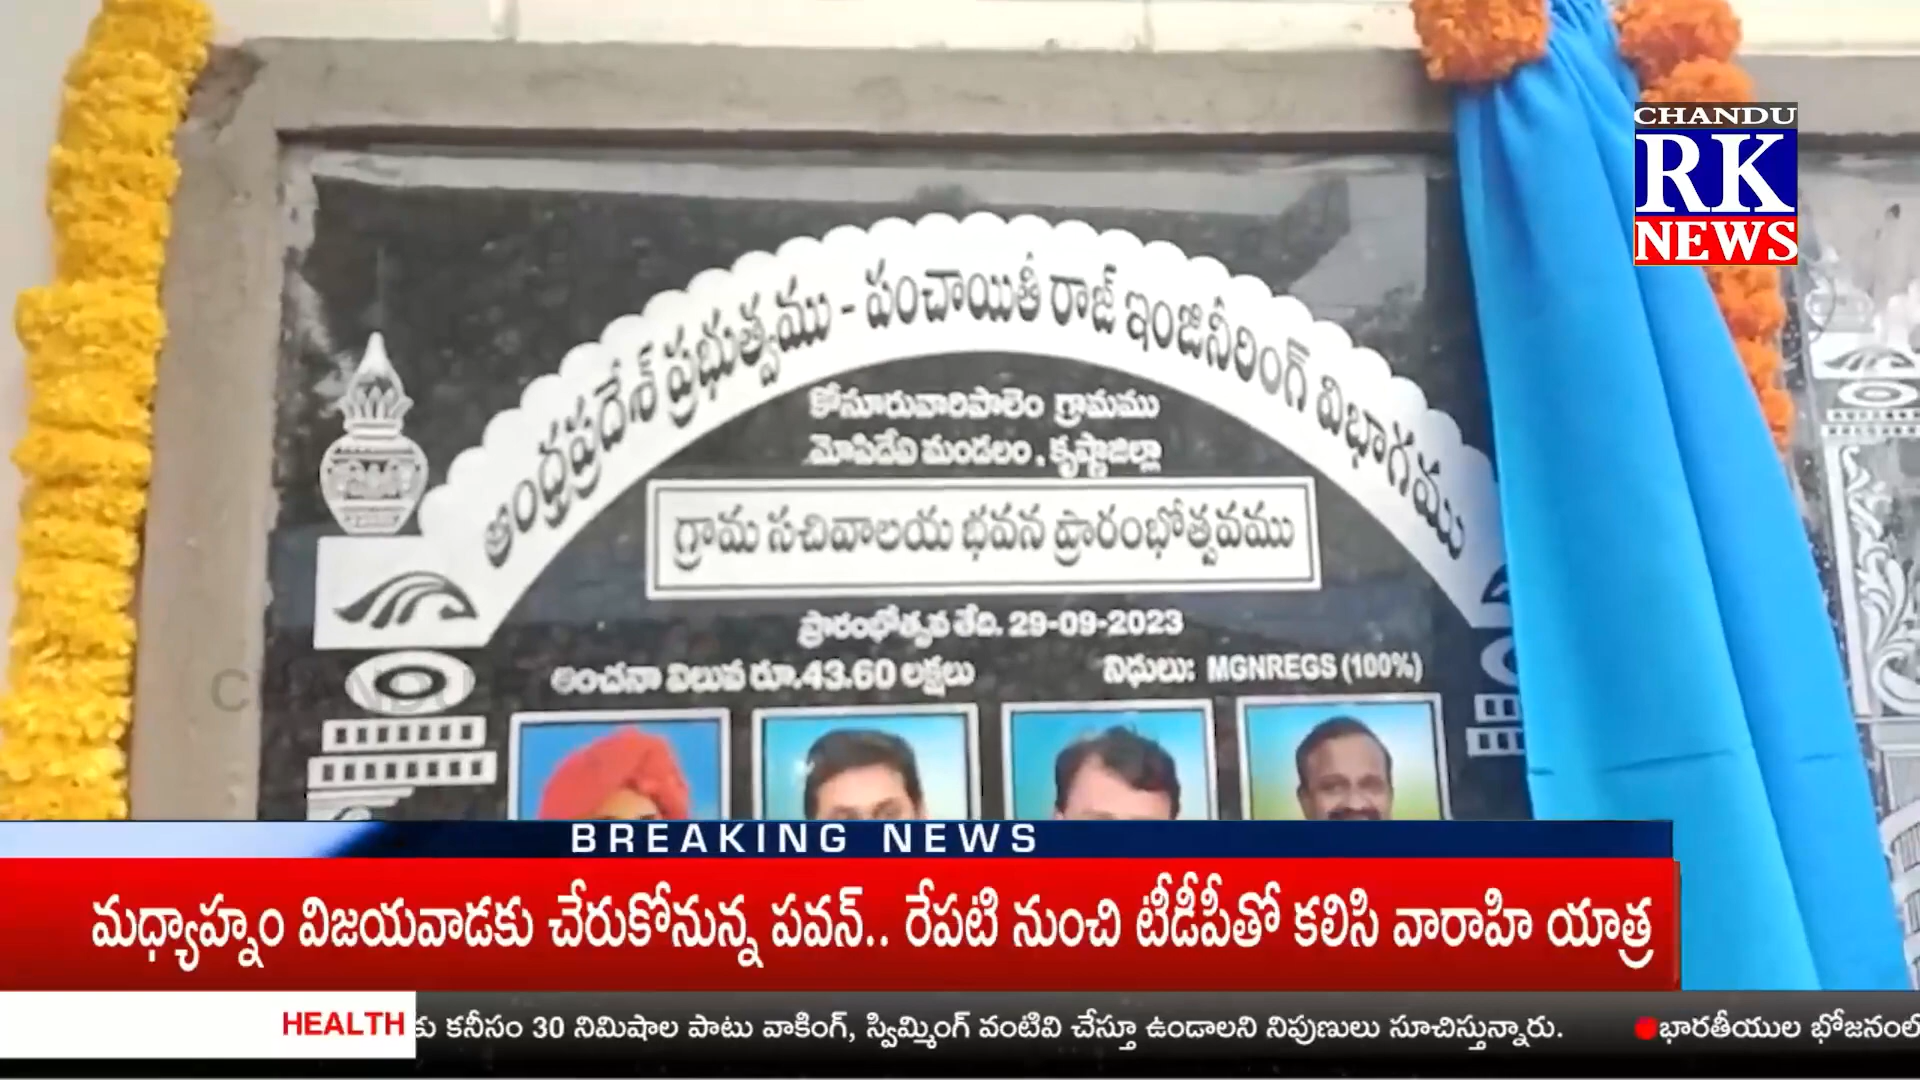 CHANDU
RK
NEWS
ఆంధ్రప్రదేశ్ ప్రభుత్వము - పంచాయితీ రాజ్ ఇంజినీరింగ్ విభాగము
కోసూరువారిపాలెం గ్రామము
మోపిదేవి మండలం, కృష్ణాజిల్లా
గ్రామ సచివాలయ భవన ప్రారంభోత్సవము
ప్రారంభోత్సవ తేది. 29-09-2023
అంచనా విలువ రూ.43.60 లక్షలు
నిధులు: MGNREGS (100%)
BREAKING NEWS
మధ్యాహ్నం విజయవాడకు చేరుకోనున్న పవన్.. రేపటి నుంచి టీడీపీతో కలిసి వారాహి యాత్ర
HEALTH
కు కనీసం 30 నిమిషాల పాటు వాకింగ్, స్విమ్మింగ్ వంటివి చేస్తూ ఉండాలని నిపుణులు సూచిస్తున్నారు. భారతీయుల